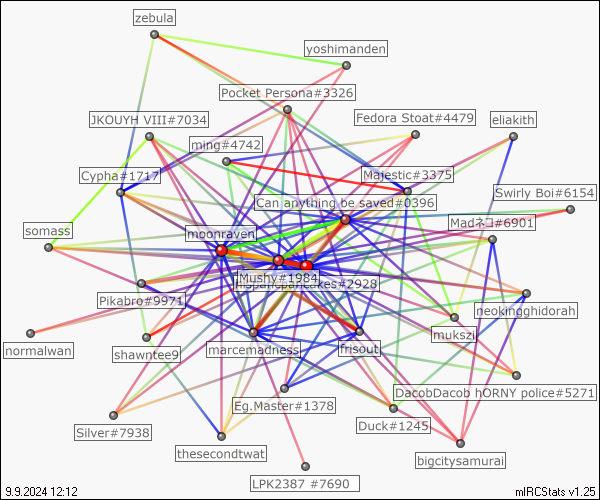 zebula
yoshimanden
Pocket Persona#3326
JKOUYH VIII#7034
Fedora Stoat#4479
eliakith
ming#4742
Cypha#1717
Majestic#3375
Swirly Boi#6154
Can anything be saved#0396
Madネコ#6901
somass
moonraven
Mushy#1984
hispanicpancakes#2928
Pikabro#9971
neokingghidorah
normalwan
shawntee9
marcemadness
frisout
mukszi
DacobDacob hORNY police#5271
Eg.Master#1378
Silver#7938
Duck#1245
thesecondtwat
bigcitysamurai
LPK2387 #7690
9.9.2024 12:12
mIRCStats v1.25